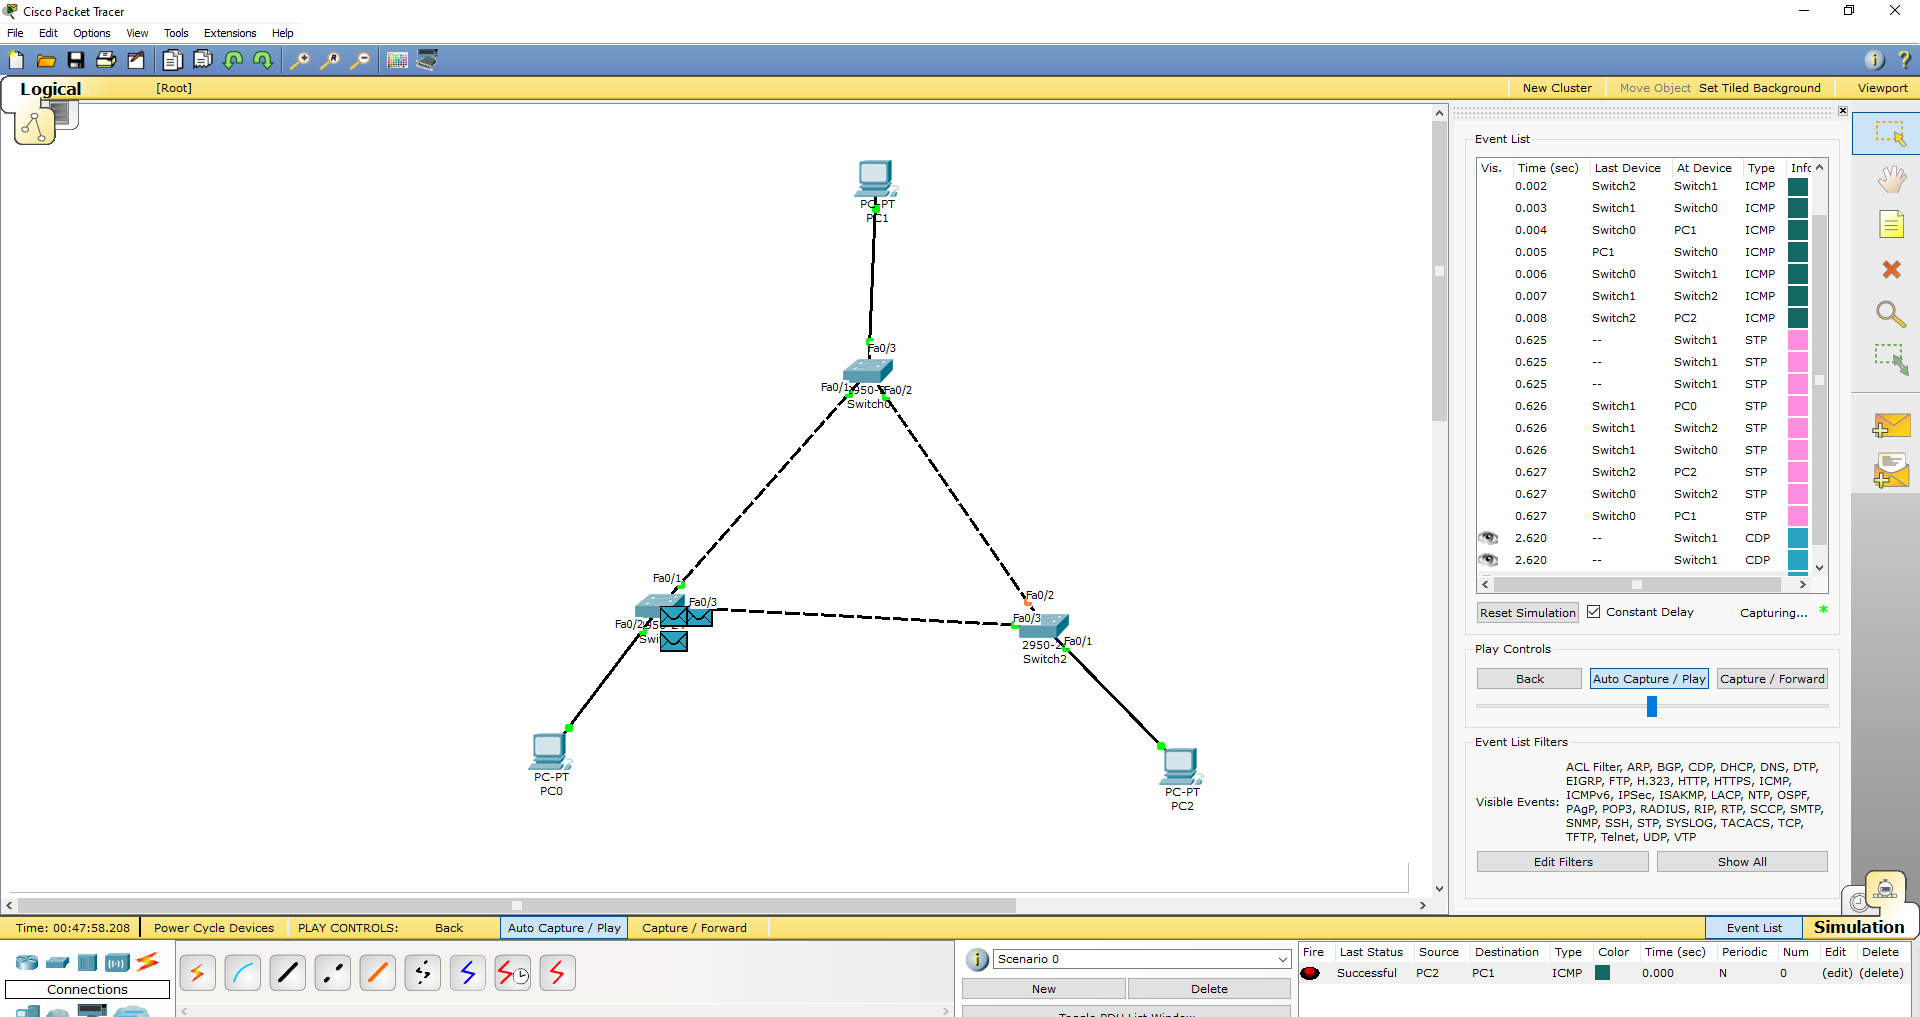 Cisco Packet Tracer
File Edit Options View Tools Extensions Help
Logical [Root] New Cluster Move Object Set Tiled Background Viewport
PC-PT
PC1
Fa0/3
Fa0/1 950- Fa0/2
Switch0
Fa0/1
Fa0/3
Fa0/2
Swi
Fa0/2
Fa0/3
Fa0/1
2950-2
Switch2
PC-PT
PC0
PC-PT
PC2
Event List
Vis. Time (sec) Last Device At Device Type Info
0.002 Switch2 Switch1 ICMP
0.003 Switch1 Switch0 ICMP
0.004 Switch0 PC1 ICMP
0.005 PC1 Switch0 ICMP
0.006 Switch0 Switch1 ICMP
0.007 Switch1 Switch2 ICMP
0.008 Switch2 PC2 ICMP
0.625 -- Switch1 STP
0.625 -- Switch1 STP
0.625 -- Switch1 STP
0.626 Switch1 PC0 STP
0.626 Switch1 Switch2 STP
0.626 Switch1 Switch0 STP
0.627 Switch2 PC2 STP
0.627 Switch0 Switch2 STP
0.627 Switch0 PC1 STP
2.620 -- Switch1 CDP
2.620 -- Switch1 CDP
Reset Simulation Constant Delay Capturing... *
Play Controls
Back Auto Capture / Play Capture / Forward
Event List Filters
Visible Events: ACL Filter, ARP, BGP, CDP, DHCP, DNS, DTP,
EIGRP, FTP, H.323, HTTP, HTTPS, ICMP,
ICMPv6, IPSec, ISAKMP, LACP, NTP, OSPF,
PAgP, POP3, RADIUS, RIP, RTP, SCCP, SMTP,
SNMP, SSH, STP, SYSLOG, TACACS, TCP,
TFTP, Telnet, UDP, VTP
Edit Filters Show All
Time: 00:47:58.208 Power Cycle Devices PLAY CONTROLS: Back Auto Capture / Play Capture / Forward Event List Simulation
Connections
Scenario 0
New Delete
Toggle PDU List Window
Fire Last Status Source Destination Type Color Time (sec) Periodic Num Edit Delete
Successful PC2 PC1 ICMP 0.000 N 0 (edit) (delete)